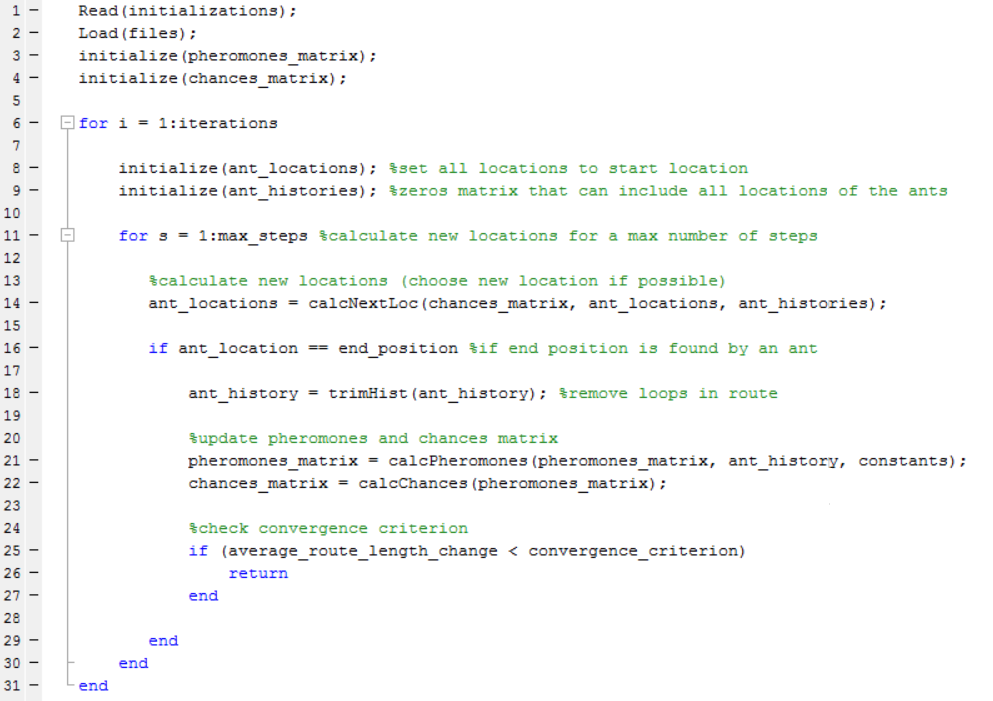 1 - Read(initializations);
2 - Load(files);
3 - initialize(pheromones_matrix);
4 - initialize(chances_matrix);
5
6 - for i = 1:iterations
7
8 - initialize(ant_locations); %set all locations to start location
9 - initialize(ant_histories); %zeros matrix that can include all locations of the ants
10
11 - for s = 1:max_steps %calculate new locations for a max number of steps
12
13 %calculate new locations (choose new location if possible)
14 - ant_locations = calcNextLoc(chances_matrix, ant_locations, ant_histories);
15
16 - if ant_location == end_position %if end position is found by an ant
17
18 - ant_history = trimHist(ant_history); %remove loops in route
19
20 %update pheromones and chances matrix
21 - pheromones_matrix = calcPheromones(pheromones_matrix, ant_history, constants);
22 - chances_matrix = calcChances(pheromones_matrix);
23
24 %check convergence criterion
25 - if (average_route_length_change < convergence_criterion)
26 - return
27 - end
28
29 - end
30 - end
31 - end